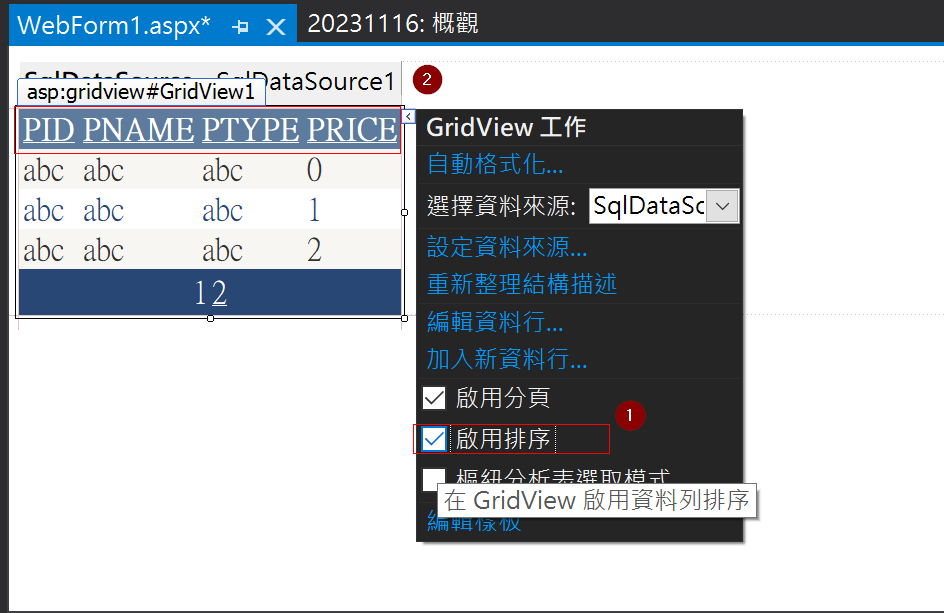 WebForm1.aspx*
20231116: 概觀
SqlDataSource - SqlDataSource1
asp:gridview#GridView1
2
PID PNAME PTYPE PRICE
abc abc abc 0
abc abc abc 1
abc abc abc 2
1 2
GridView 工作
自動格式化...
選擇資料來源: SqlDataSc
設定資料來源...
重新整理結構描述
編輯資料行...
加入新資料行...
啟用分頁
啟用排序
1
樞紐分析表選取模式
在 GridView 啟用資料列排序
編輯樣板